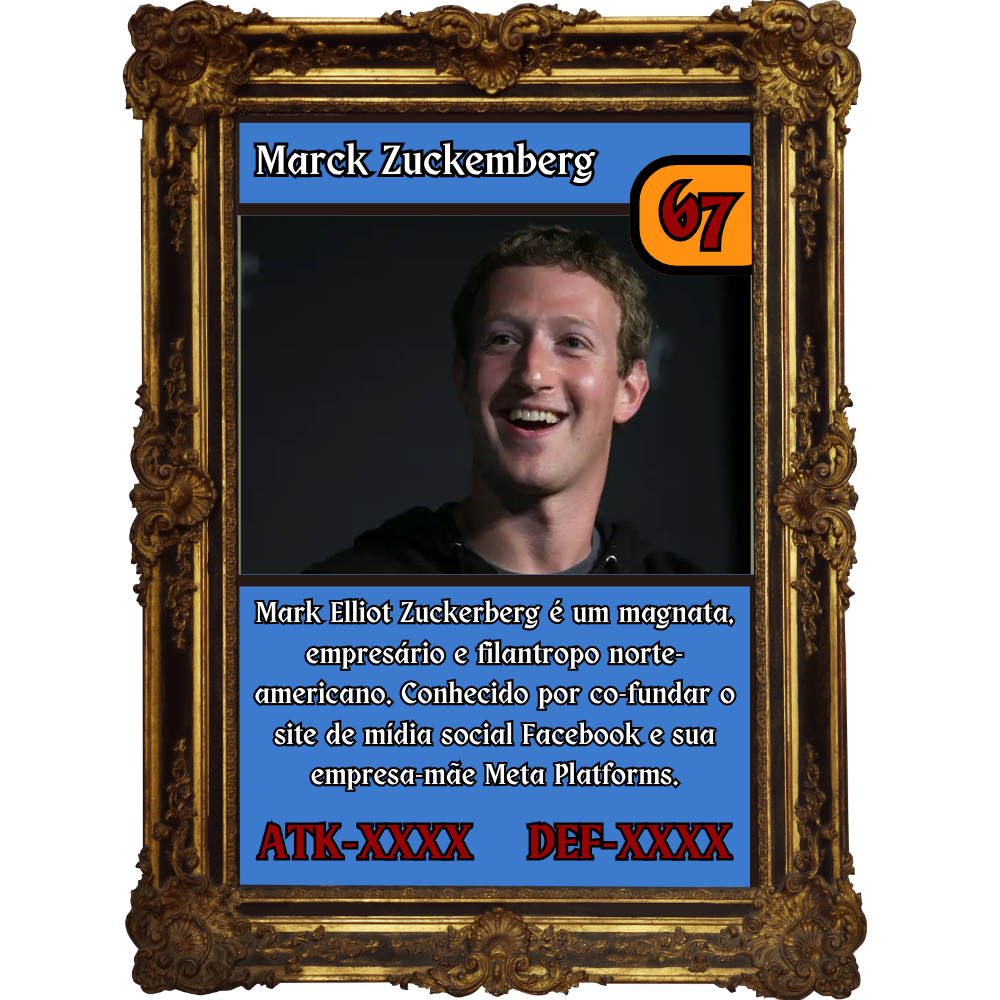 Marck Zuckemberg
67
Mark Elliot Zuckerberg é um magnata,
empresário e filantropo norte-
americano. Conhecido por co-fundar o
site de mídia social Facebook e sua
empresa-mãe Meta Platforms.
ATK-XXXX DEF-XXXX